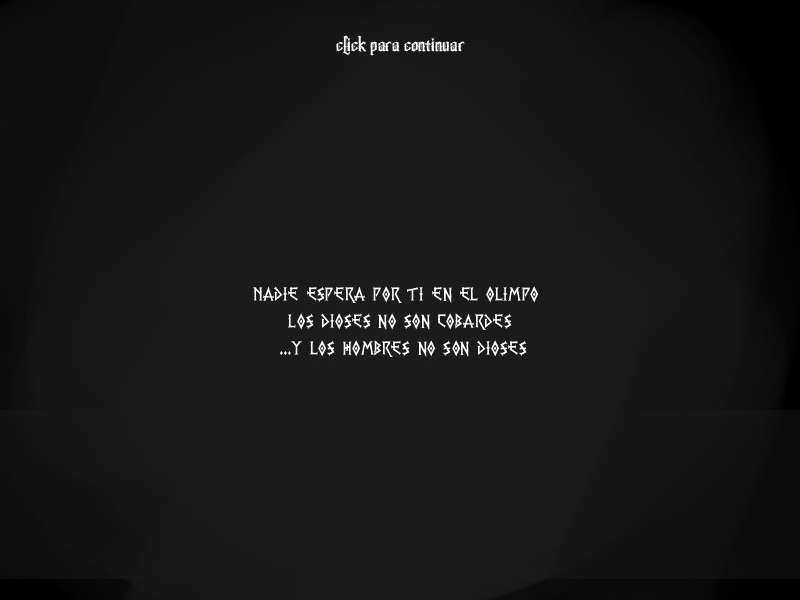 click para continuar
NADIE ESPERA POR TI EN EL OLIMPO
LOS DIOSES NO SON COBARDES
...Y LOS HOMBRES NO SON DIOSES